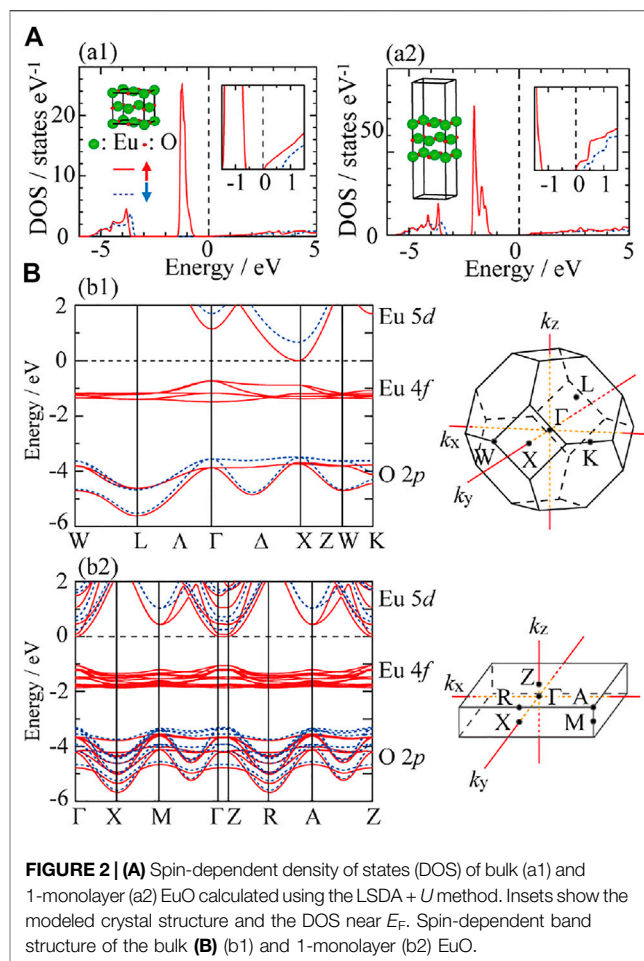 A
(a1)
(a2)
DOS / states eV⁻¹
20
10
0
: Eu
: O
-1 0 1
-5 0 5
Energy / eV
DOS / states eV⁻¹
50
0
-1 0 1
-5 0 5
Energy / eV
B
(b1)
Energy / eV
2
0
-2
-4
-6
Eu 5d
Eu 4f
O 2p
W L Λ Γ Δ X Z W K
kz
L
Γ
kx
W
X
K
ky
(b2)
Energy / eV
2
0
-2
-4
-6
Eu 5d
Eu 4f
O 2p
Γ X M Γ Z R A Z
kz
kx
Z
R
Γ
A
X
M
ky
FIGURE 2 | (A) Spin-dependent density of states (DOS) of bulk (a1) and
1-monolayer (a2) EuO calculated using the LSDA + U method. Insets show the
modeled crystal structure and the DOS near EF. Spin-dependent band
structure of the bulk (B) (b1) and 1-monolayer (b2) EuO.